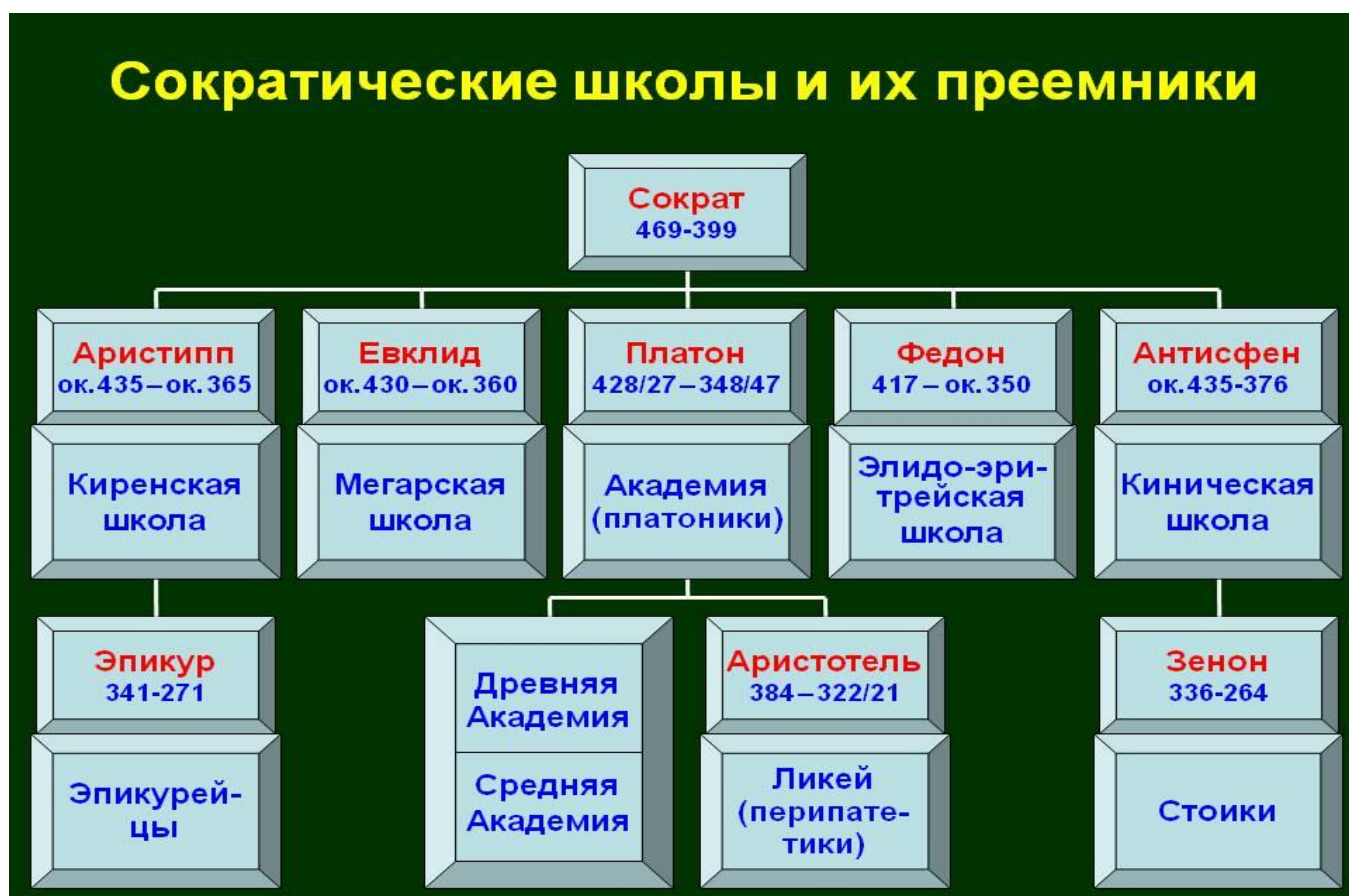 Сократические школы и их преемники
Сократ
469-399
Аристипп
ок.435–ок.365
Киренская
школа
Евклид
ок.430–ок.360
Мегарская
школа
Платон
428/27–348/47
Академия
(платоники)
Федон
417–ок.350
Элидо-эри-
трейская
школа
Антисфен
ок.435-376
Киническая
школа
Эпикур
341-271
Эпикурей-
цы
Древняя
Академия
Средняя
Академия
Аристотель
384–322/21
Ликей
(перипате-
тики)
Зенон
336-264
Стоики